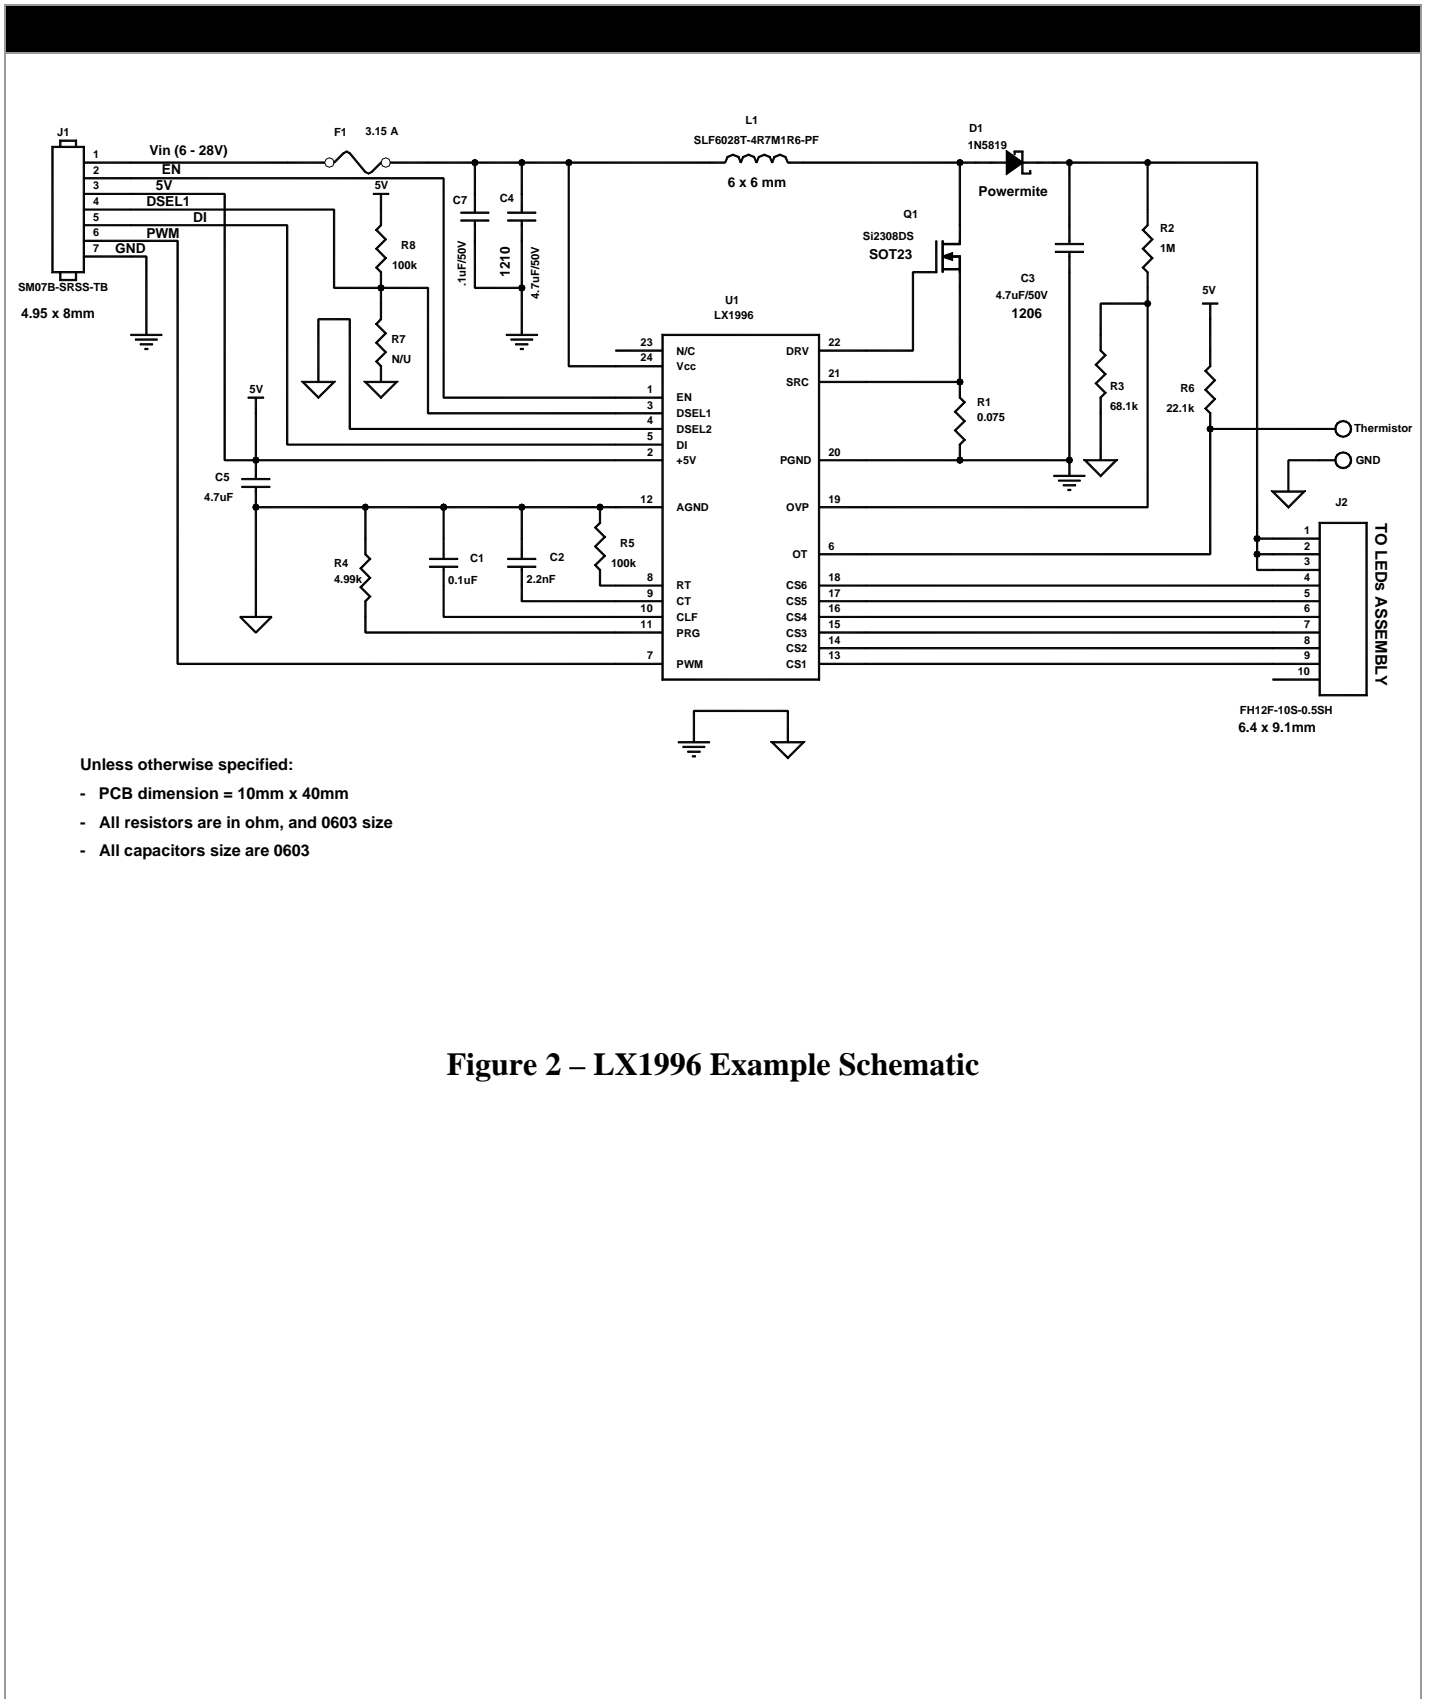 J1
1
2
3
4
5
6
7
Vin (6 - 28V)
EN
5V
DSEL1
DI
PWM
GND
SM07B-SRSS-TB
4.95 x 8mm
F1 3.15 A
5V
R8
100k
R7
N/U
C7
.1uF/50V
C4
1210
4.7uF/50V
L1
SLF6028T-4R7M1R6-PF
6 x 6 mm
D1
1N5819
Powermite
Q1
Si2308DS
SOT23
C3
4.7uF/50V
1206
R2
1M
R3
68.1k
5V
R6
22.1k
Thermistor
GND
R1
0.075
5V
C5
4.7uF
R4
4.99k
C1
0.1uF
C2
2.2nF
R5
100k
U1
LX1996
23 N/C
24 Vcc
1 EN
3 DSEL1
4 DSEL2
5 DI
2 +5V
12 AGND
8 RT
9 CT
10 CLF
11 PRG
7 PWM
DRV 22
SRC 21
PGND 20
OVP 19
OT 6
CS6 18
CS5 17
CS4 16
CS3 15
CS2 14
CS1 13
J2
1
2
3
4
5
6
7
8
9
10
TO LEDs ASSEMBLY
FH12F-10S-0.5SH
6.4 x 9.1mm
Unless otherwise specified:
- PCB dimension = 10mm x 40mm
- All resistors are in ohm, and 0603 size
- All capacitors size are 0603
Figure 2 – LX1996 Example Schematic